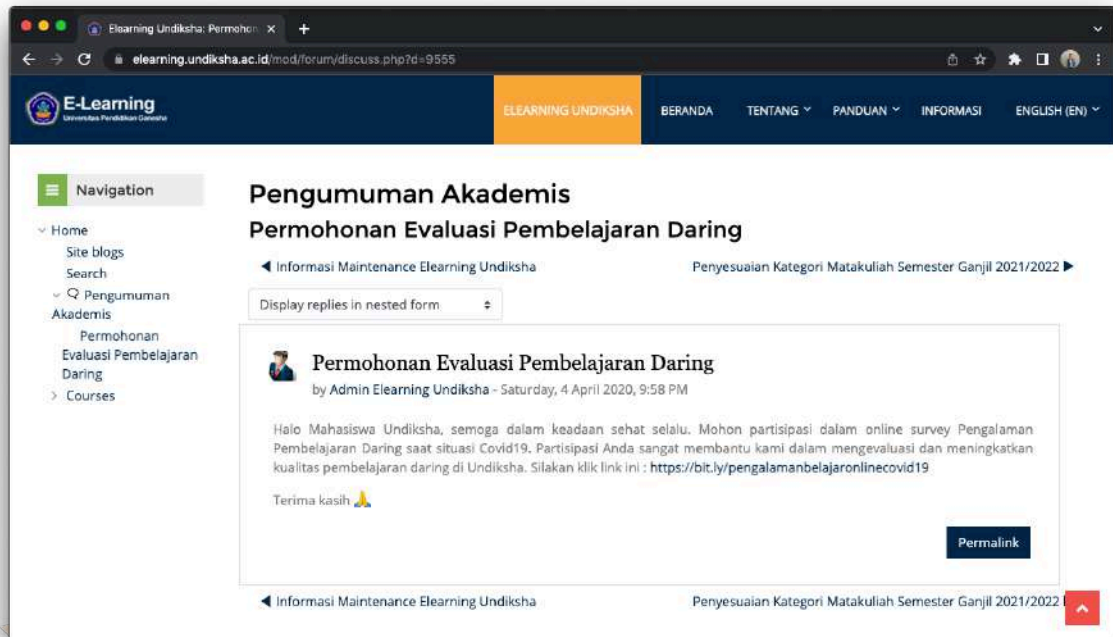 Elearning Undiksha: Permohon
elearning.undiksha.ac.id/mod/forum/discuss.php?d=9555
E-Learning
Universitas Pendidikan Ganesha
ELEARNING UNDIKSHA
BERANDA
TENTANG
PANDUAN
INFORMASI
ENGLISH (EN)
Navigation
Home
Site blogs
Search
Pengumuman
Akademis
Permohonan
Evaluasi Pembelajaran
Daring
Courses
Pengumuman Akademis
Permohonan Evaluasi Pembelajaran Daring
◀ Informasi Maintenance Elearning Undiksha
Penyesuaian Kategori Matakuliah Semester Ganjil 2021/2022 ▶
Display replies in nested form
Permohonan Evaluasi Pembelajaran Daring
by Admin Elearning Undiksha - Saturday, 4 April 2020, 9:58 PM
Halo Mahasiswa Undiksha, semoga dalam keadaan sehat selalu. Mohon partisipasi dalam online survey Pengalaman
Pembelajaran Daring saat situasi Covid19. Partisipasi Anda sangat membantu kami dalam mengevaluasi dan meningkatkan
kualitas pembelajaran daring di Undiksha. Silakan klik link ini : https://bit.ly/pengalamanbelajaronlinecovid19
Terima kasih 🙏
Permalink
◀ Informasi Maintenance Elearning Undiksha
Penyesuaian Kategori Matakuliah Semester Ganjil 2021/2022